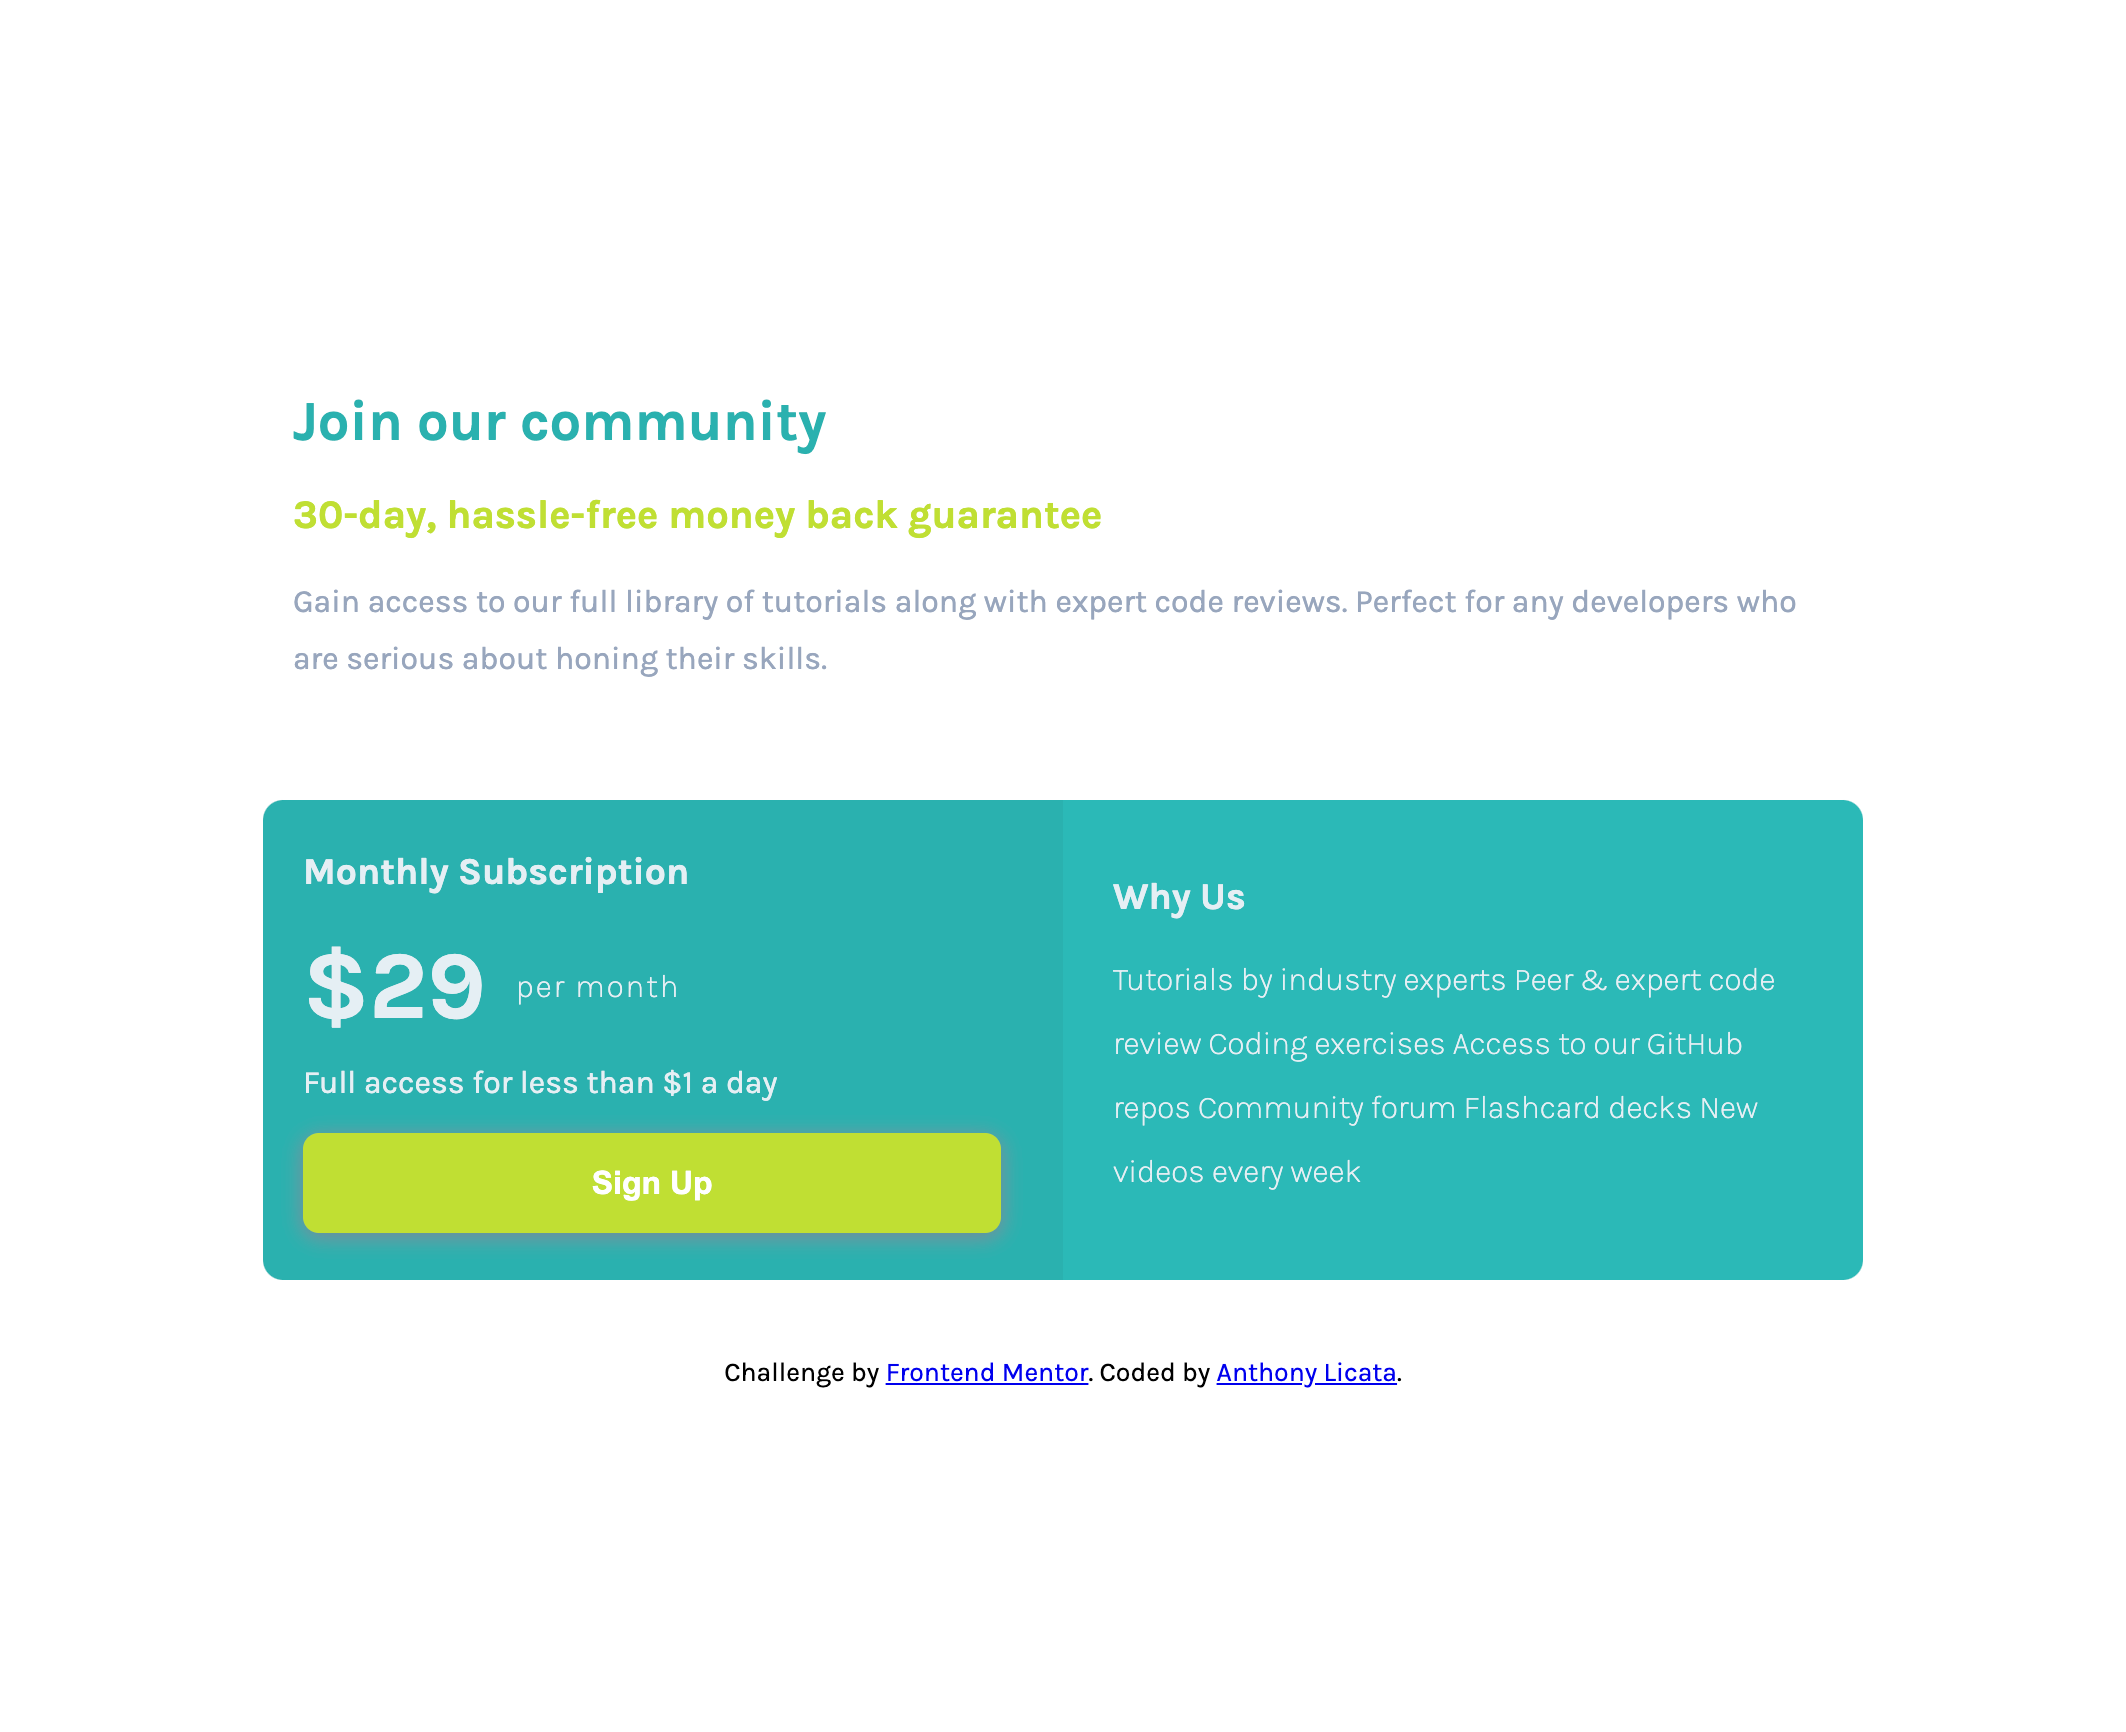 Join our community
30-day, hassle-free money back guarantee
Gain access to our full library of tutorials along with expert code reviews. Perfect for any developers who
are serious about honing their skills.
Monthly Subscription
$29 per month
Full access for less than $1 a day
Sign Up
Why Us
Tutorials by industry experts Peer & expert code
review Coding exercises Access to our GitHub
repos Community forum Flashcard decks New
videos every week
Challenge by Frontend Mentor. Coded by Anthony Licata.